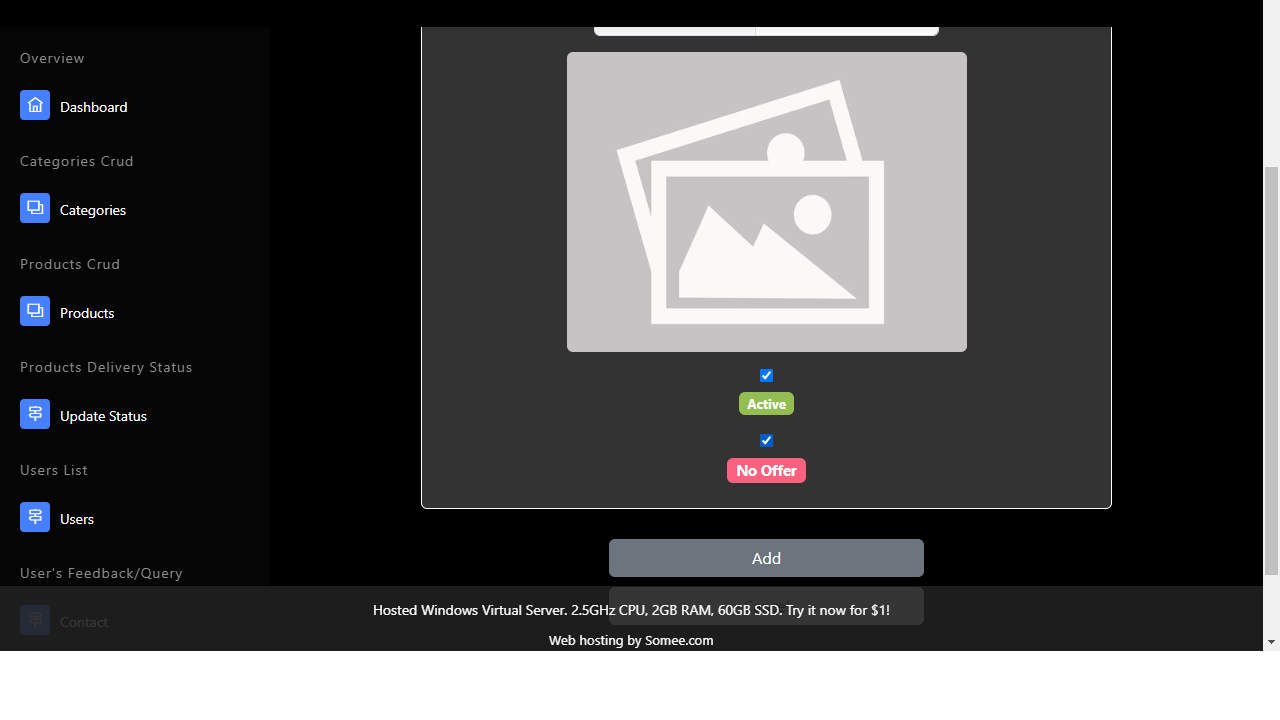 Overview
Dashboard
Categories Crud
Categories
Products Crud
Products
Products Delivery Status
Update Status
Users List
Users
User's Feedback/Query
Contact
Active
No Offer
Add
Hosted Windows Virtual Server. 2.5GHz CPU, 2GB RAM, 60GB SSD. Try it now for $1!
Web hosting by Somee.com